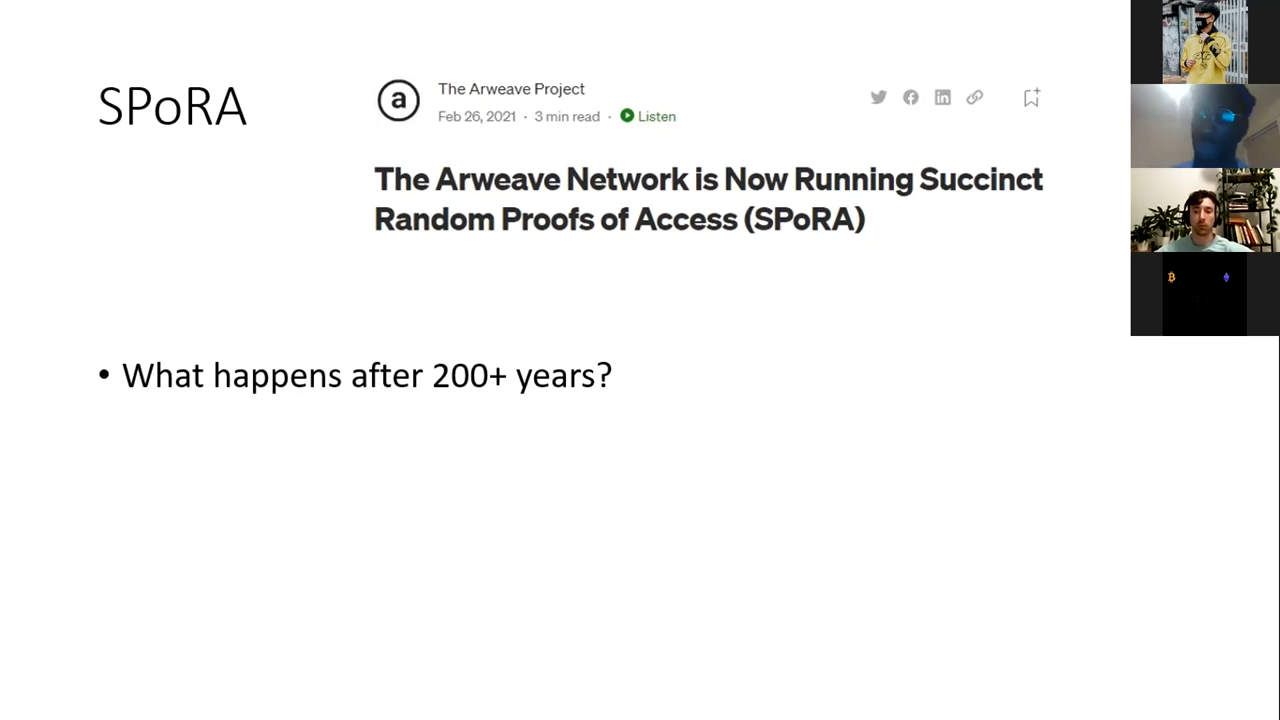 SPoRA
a
The Arweave Project
Feb 26, 2021 · 3 min read · Listen
The Arweave Network is Now Running Succinct
Random Proofs of Access (SPoRA)
• What happens after 200+ years?